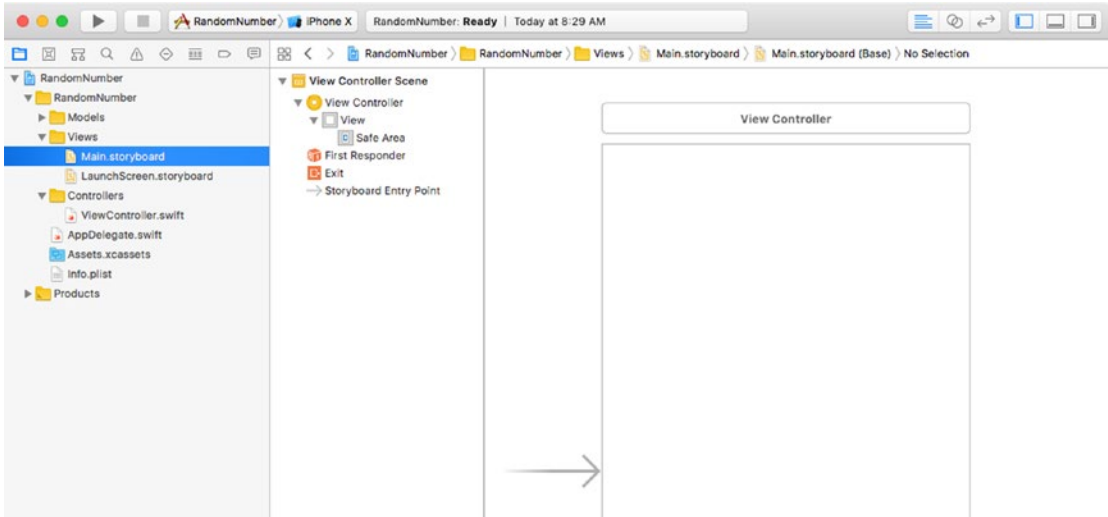 RandomNumber iPhone X RandomNumber: Ready | Today at 8:29 AM
RandomNumber RandomNumber Views Main.storyboard Main.storyboard (Base) No Selection
RandomNumber
RandomNumber
Models
Views
Main.storyboard
LaunchScreen.storyboard
Controllers
ViewController.swift
AppDelegate.swift
Assets.xcassets
Info.plist
Products
View Controller Scene
View Controller
View
Safe Area
First Responder
Exit
Storyboard Entry Point
View Controller